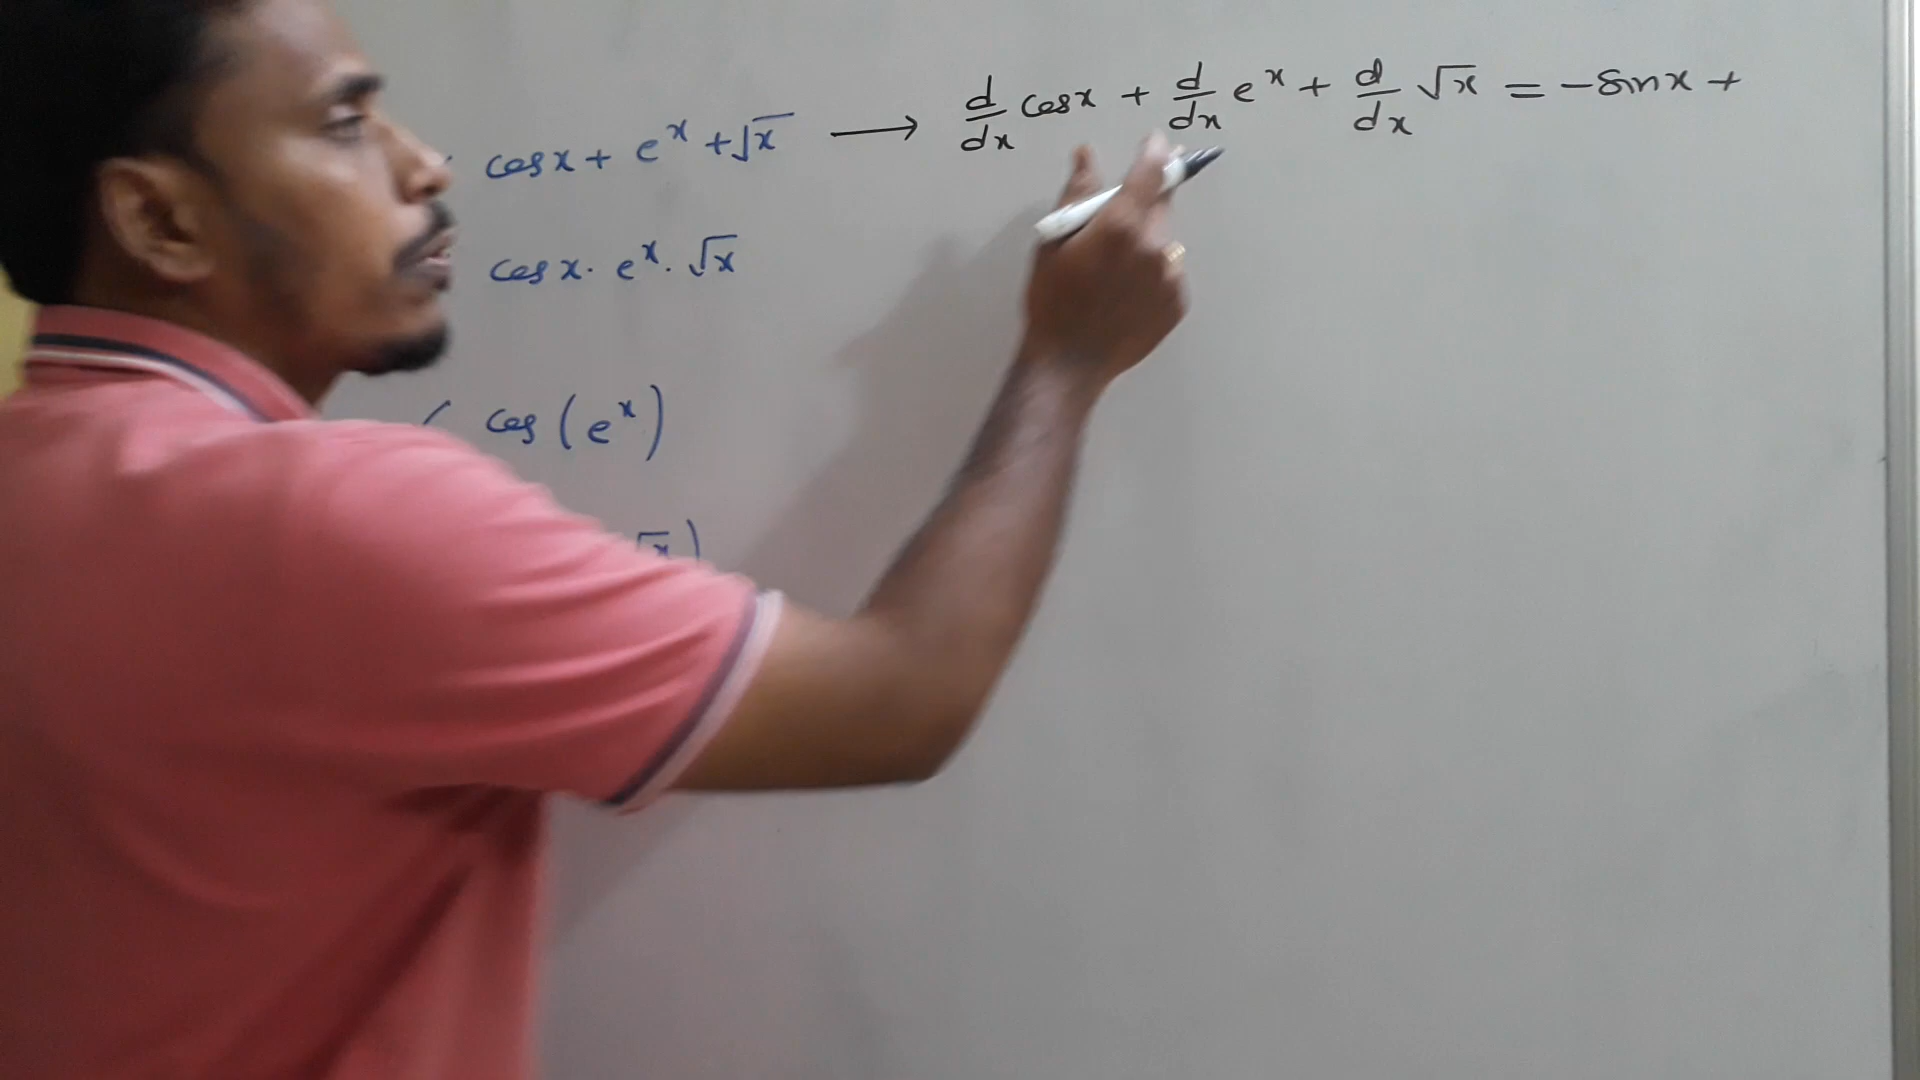 cosx + e^x + √x ⟶ d/dx cosx + d/dx e^x + d/dx √x = -sinx +
cosx. e^x. √x
cos (e^x)
√x)